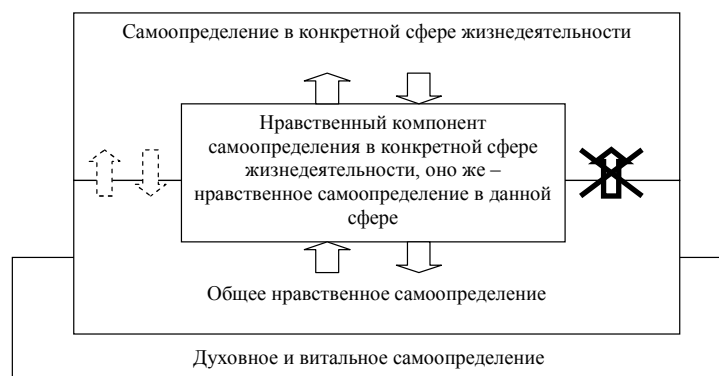 Самоопределение в конкретной сфере жизнедеятельности
Нравственный компонент
самоопределения в конкретной сфере
жизнедеятельности, оно же –
нравственное самоопределение в данной
сфере
Общее нравственное самоопределение
Духовное и витальное самоопределение